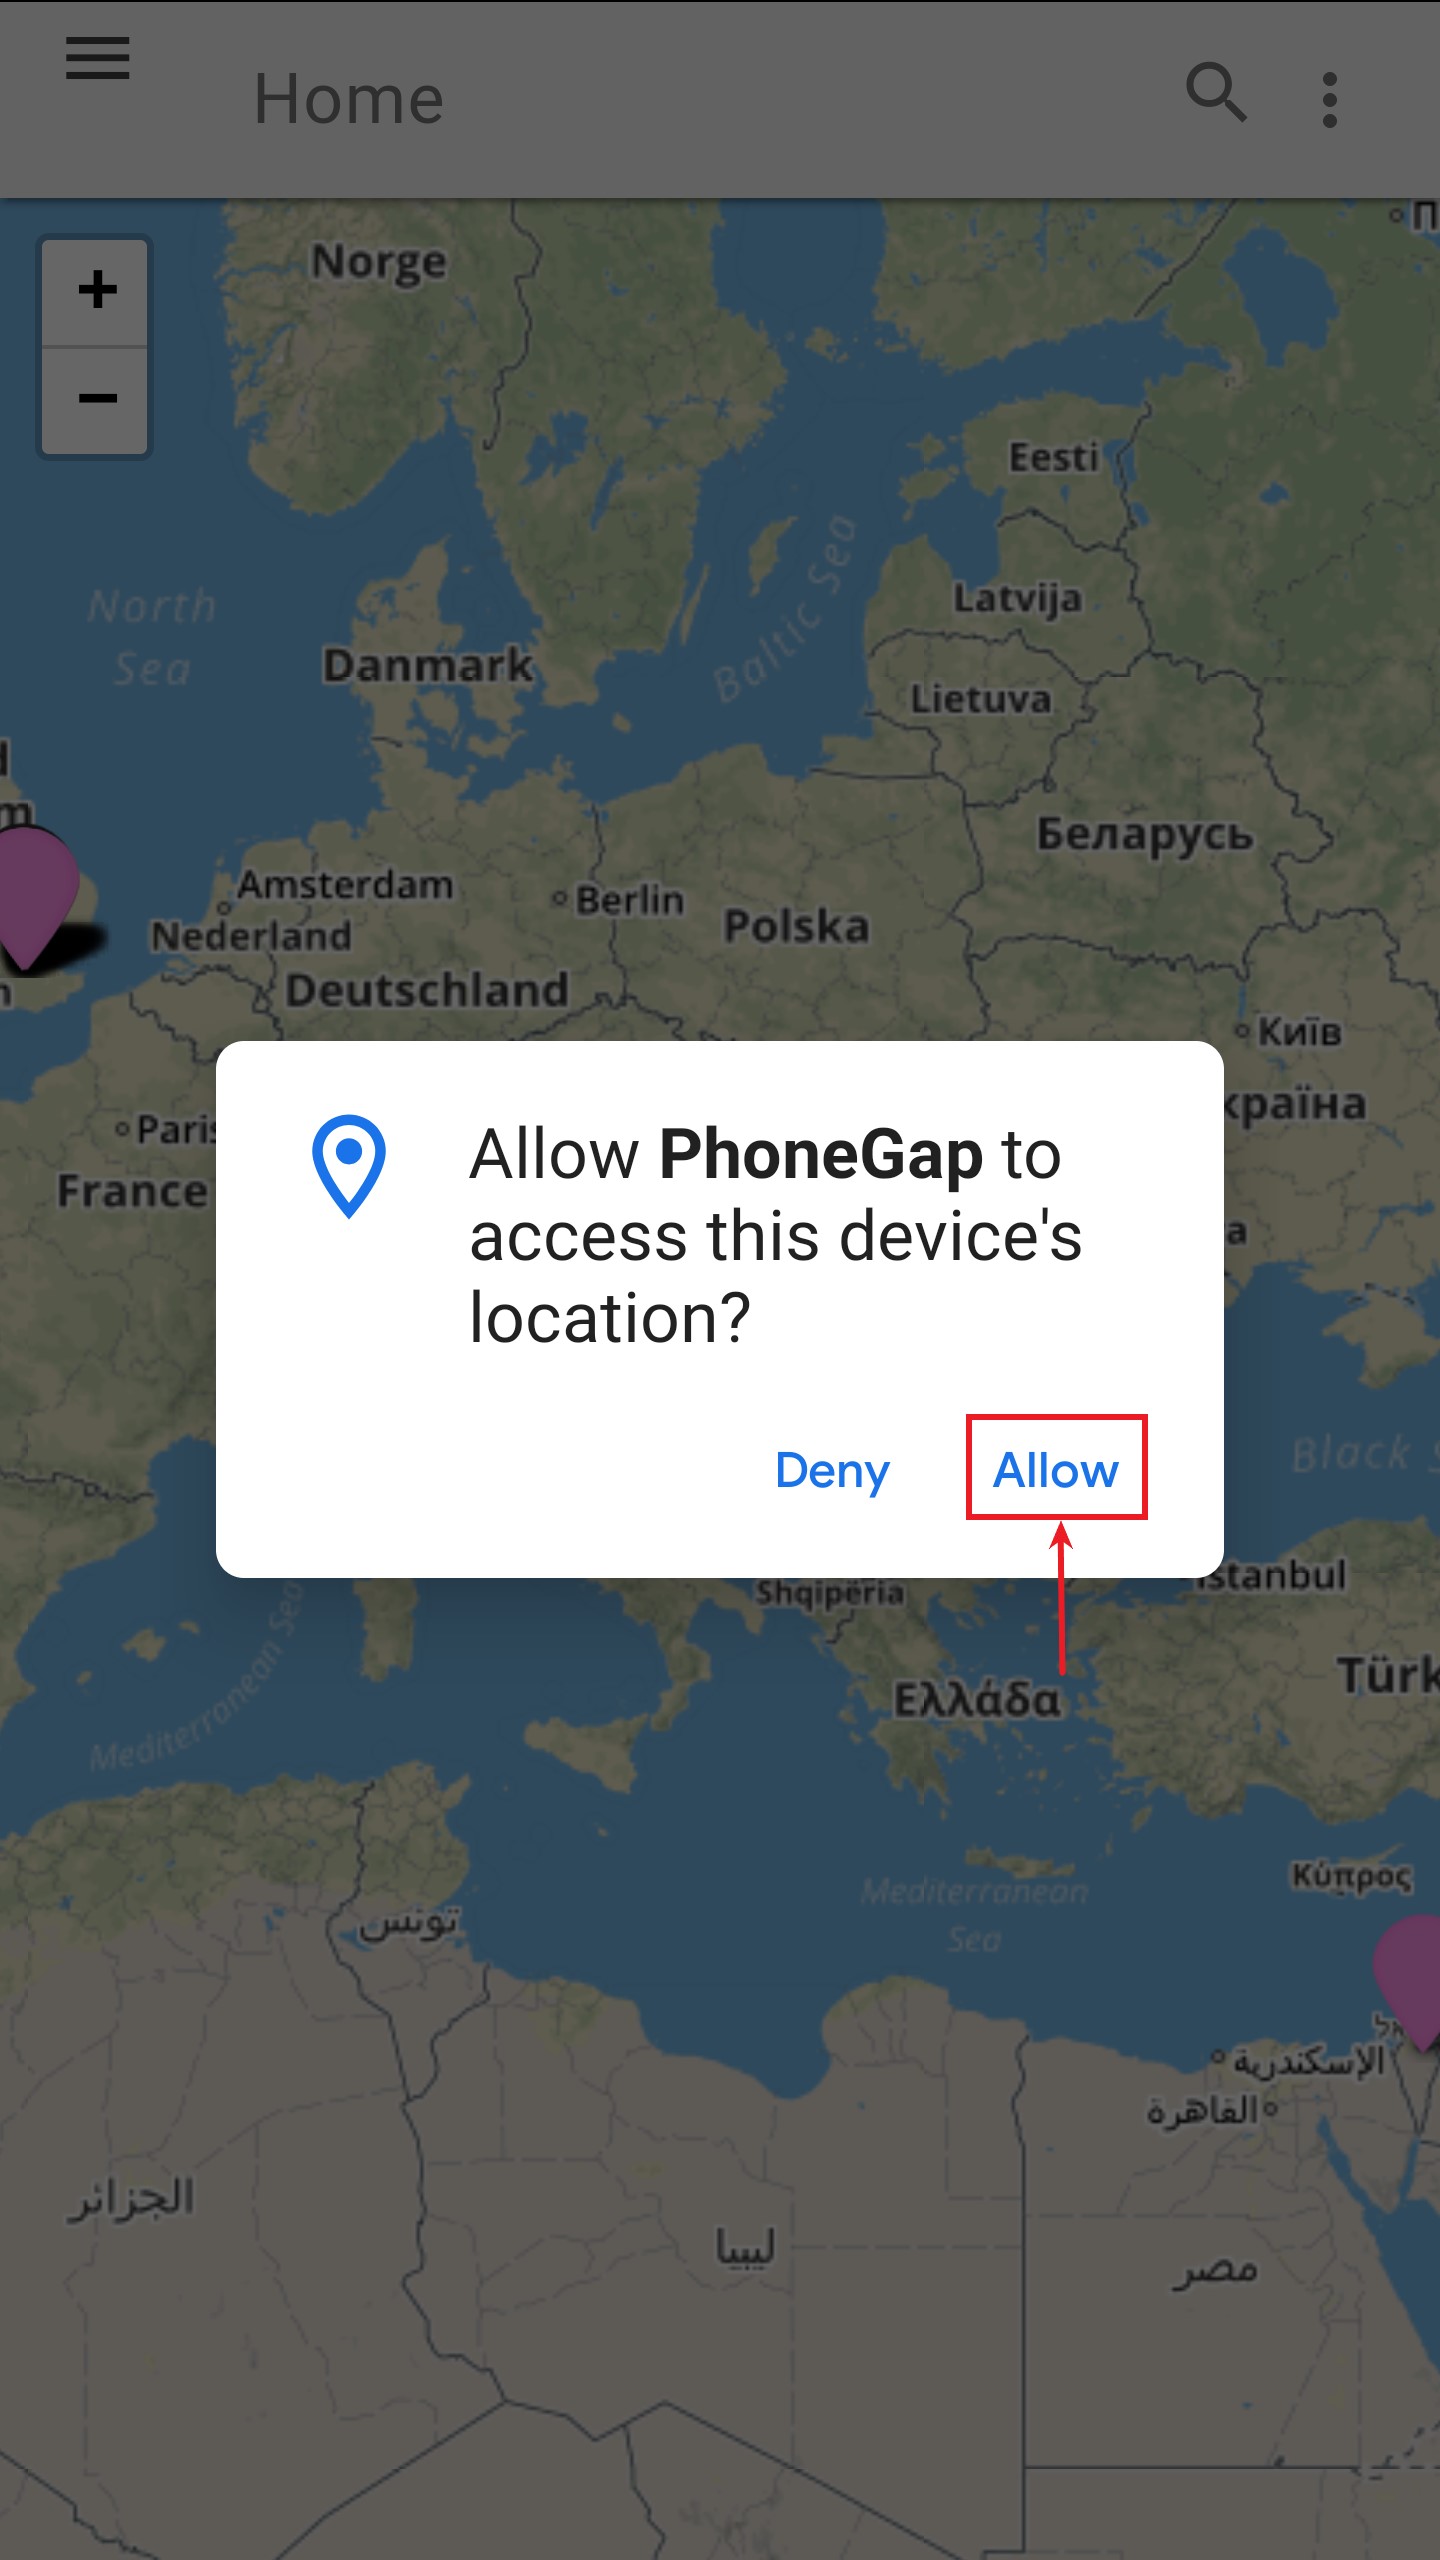 Home
П
Norge
+
−
Eesti
Baltic Sea
North
Sea
Latvija
Danmark
Lietuva
d
m
Беларусь
Amsterdam
Berlin
Polska
Nederland
Deutschland
n
Київ
країна
Paris
France
a
Allow PhoneGap to
access this device's
location?
Deny
Allow
Black S
Istanbul
Shqipëria
Mediterranean Sea
Türk
Ελλάδα
Κύπρος
Mediterranean
Sea
تونس
الإسكندرية
القاهرة
الجزائر
ليبيا
مصر